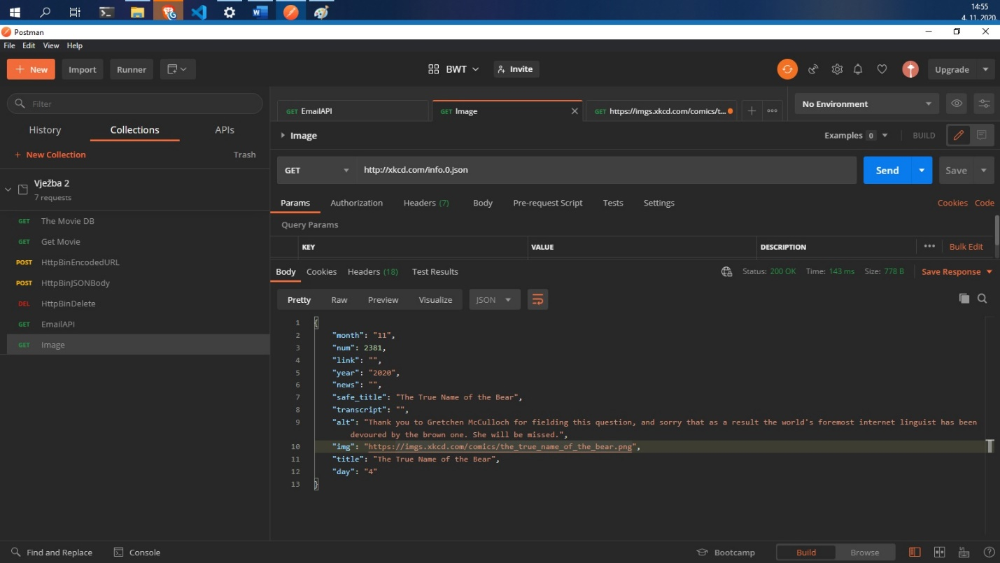 14:55
4. 11. 2020.
Postman
File Edit View Help
New Import Runner BWT Invite Upgrade
Filter
History Collections APIs
New Collection Trash
Vježba 2
7 requests
GET The Movie DB
GET Get Movie
POST HttpBinEncodedURL
POST HttpBinJSONBody
DEL HttpBinDelete
GET EmailAPI
GET Image
GET EmailAPI GET Image GET https://imgs.xkcd.com/comics/t... No Environment
Image Examples 0 BUILD
GET http://xkcd.com/info.0.json Send Save
Params Authorization Headers (7) Body Pre-request Script Tests Settings Cookies Code
Query Params
KEY VALUE DESCRIPTION Bulk Edit
Body Cookies Headers (18) Test Results Status: 200 OK Time: 143 ms Size: 778 B Save Response
Pretty Raw Preview Visualize JSON
1 {
2 "month": "11",
3 "num": 2381,
4 "link": "",
5 "year": "2020",
6 "news": "",
7 "safe_title": "The True Name of the Bear",
8 "transcript": "",
9 "alt": "Thank you to Gretchen McCulloch for fielding this question, and sorry that as a result the world's foremost internet linguist has been
devoured by the brown one. She will be missed.",
10 "img": "https://imgs.xkcd.com/comics/the_true_name_of_the_bear.png",
11 "title": "The True Name of the Bear",
12 "day": "4"
13 }
Find and Replace Console Bootcamp Build Browse